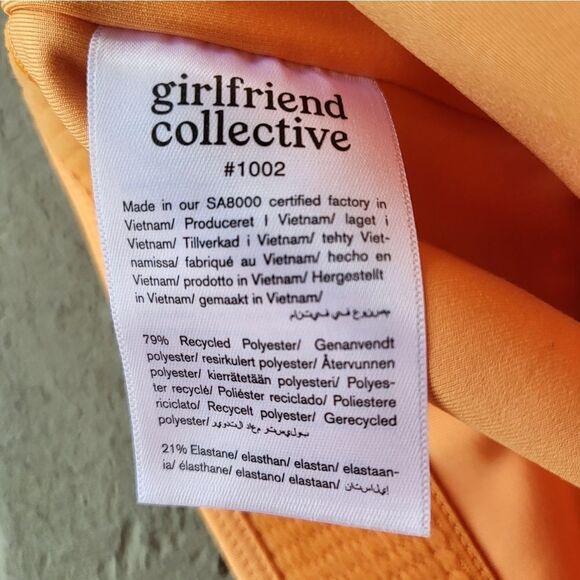 girlfriend
collective
#1002
Made in our SA8000 certified factory in
Vietnam/ Produceret I Vietnam/ laget i
Vietnam/ Tillverkad i Vietnam/ tehty Viet-
namissa/ fabriqué au Vietnam/ hecho en
Vietnam/ prodotto in Vietnam/ Hergestellt
in Vietnam/ gemaakt in Vietnam/
79% Recycled Polyester/ Genanvendt
polyester/ resirkulert polyester/ Återvunnen
polyester/ kierrätetään polyesteri/ Polyes-
ter recyclé/ Poliéster reciclado/ Poliestere
riciclato/ Recycelt polyester/ Gerecycled
polyester/
21% Elastane/ elasthan/ elastan/ elastaan-
ia/ élasthane/ elastano/ elastaan/